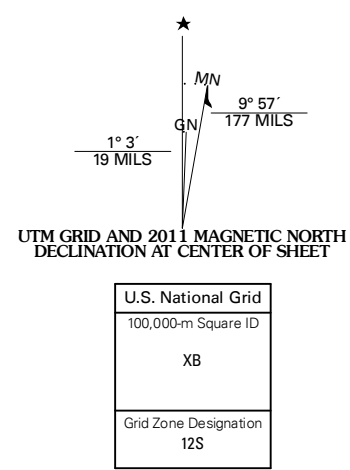 ★
MN
GN
9° 57´
177 MILS
1° 3´
19 MILS
UTM GRID AND 2011 MAGNETIC NORTH
DECLINATION AT CENTER OF SHEET
U.S. National Grid
100,000-m Square ID
XB
Grid Zone Designation
12S